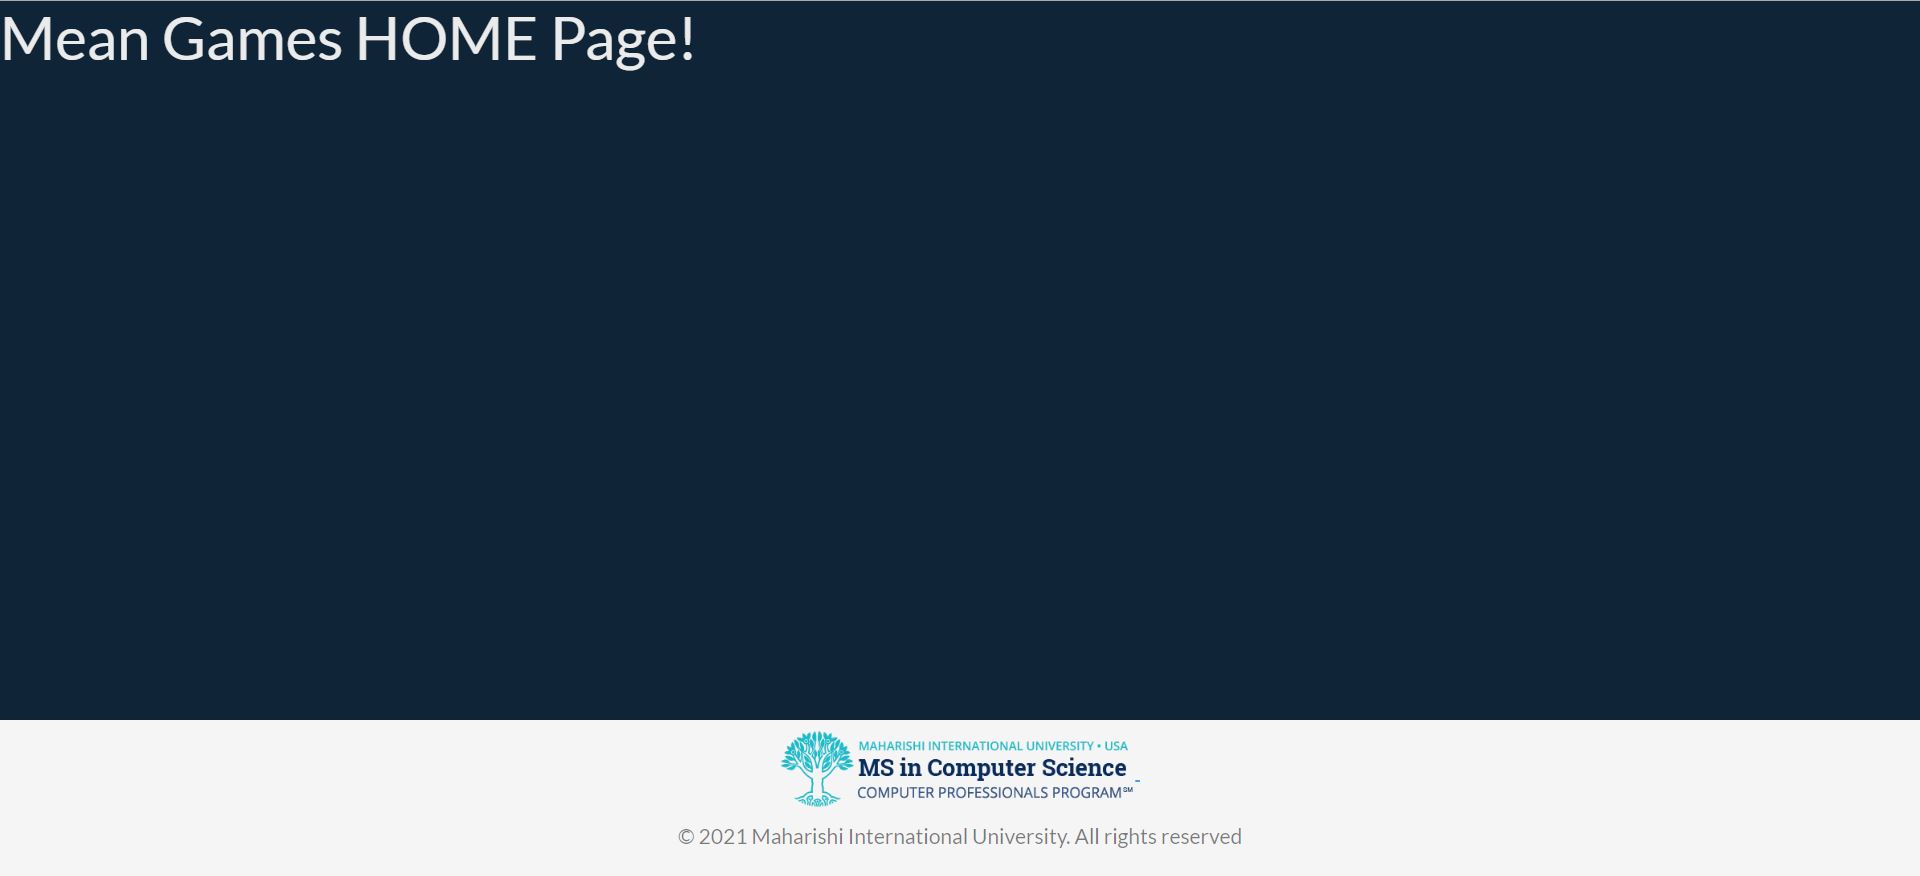 Mean Games HOME Page!
MAHARISHI INTERNATIONAL UNIVERSITY • USA
MS in Computer Science
COMPUTER PROFESSIONALS PROGRAM℠
© 2021 Maharishi International University. All rights reserved